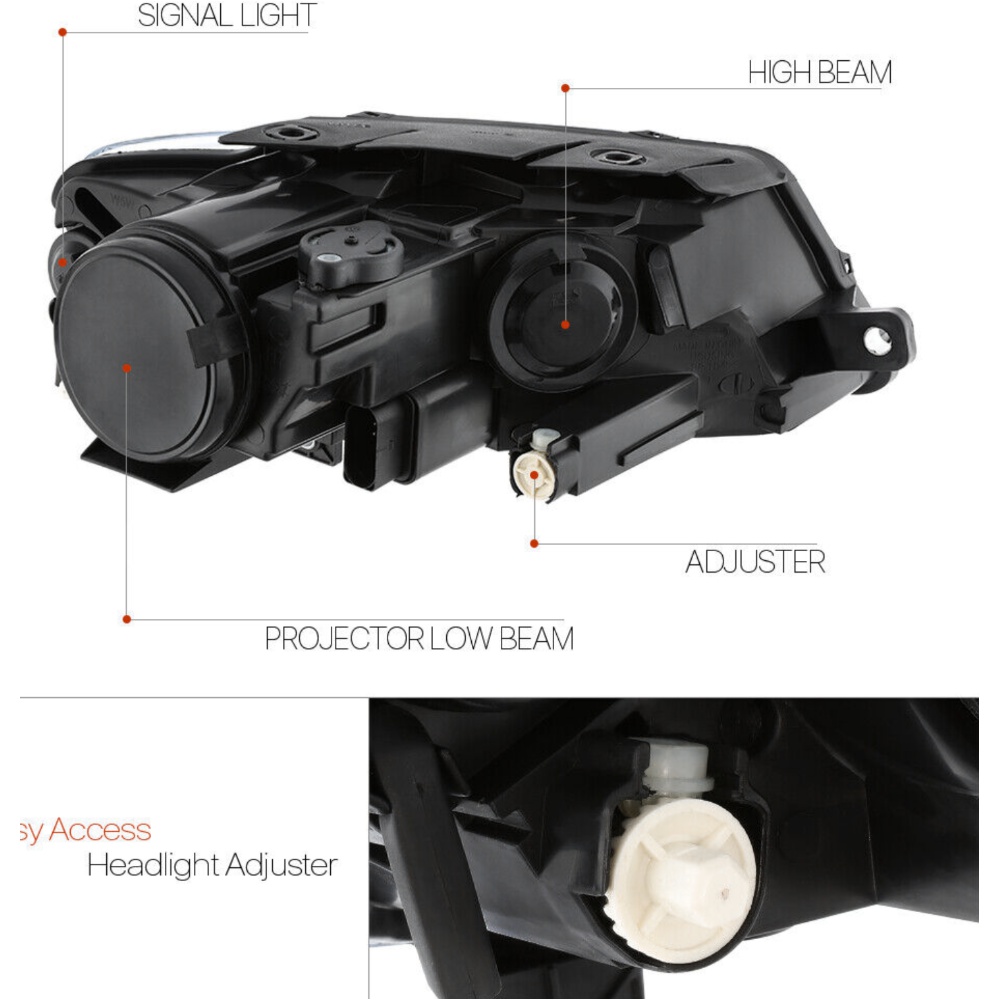 SIGNAL LIGHT
HIGH BEAM
ADJUSTER
PROJECTOR LOW BEAM
sy Access
Headlight Adjuster